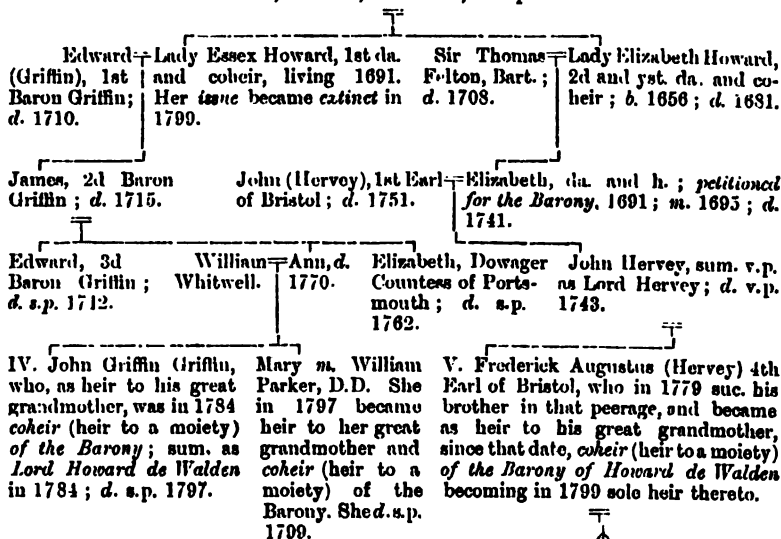 Edward
(Griffin), 1st
Baron Griffin;
d. 1710.
Lady Essex Howard, 1st da.
and coheir, living 1691.
Her issue became extinct in
1799.
Sir Thomas
Felton, Bart.;
d. 1708.
Lady Elizabeth Howard,
2d and yst. da. and co-
heir; b. 1656; d. 1681.
James, 2d Baron
Griffin; d. 1715.
John (Hervey), 1st Earl
of Bristol; d. 1751.
Elizabeth, da. and h.; petitioned
for the Barony, 1691; m. 1695; d.
1741.
Edward, 3d
Baron Griffin;
d. s.p. 1742.
William
Whitwell.
Ann, d.
1770.
Elizabeth, Dowager
Countess of Ports-
mouth; d. s.p.
1762.
John Hervey, sum. v.p.
as Lord Hervey; d. v.p.
1743.
IV. John Griffin Griffin,
who, as heir to his great
grandmother, was in 1784
coheir (heir to a moiety)
of the Barony; sum. as
Lord Howard de Walden
in 1784; d. s.p. 1797.
Mary m. William
Parker, D.D. She
in 1797 became
heir to her great
grandmother and
coheir (heir to a
moiety) of the
Barony. She d.s.p.
1799.
V. Frederick Augustus (Hervey) 4th
Earl of Bristol, who in 1779 suc. his
brother in that peerage, and became
as heir to his great grandmother,
since that date, coheir (heir to a moiety)
of the Barony of Howard de Walden
becoming in 1799 sole heir thereto.